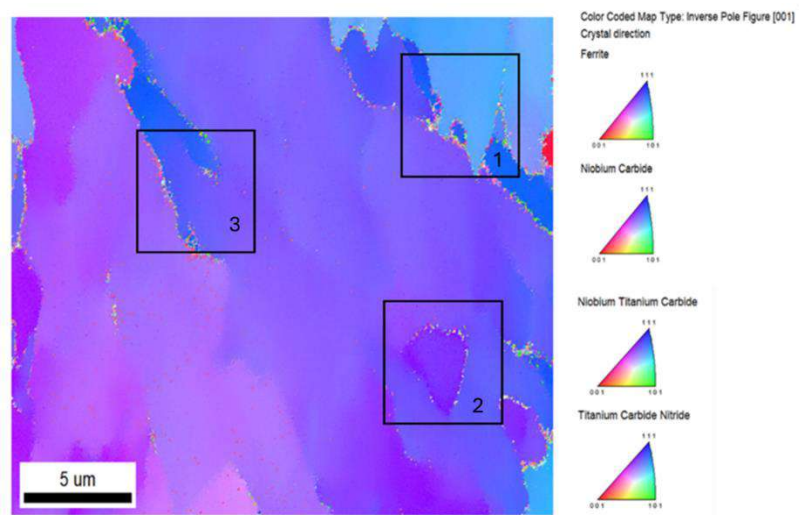 Color Coded Map Type: Inverse Pole Figure [001]
Crystal direction
Ferrite
111
001 101
Niobium Carbide
111
001 101
Niobium Titanium Carbide
111
001 101
Titanium Carbide Nitride
111
001 101
1
3
2
5 um